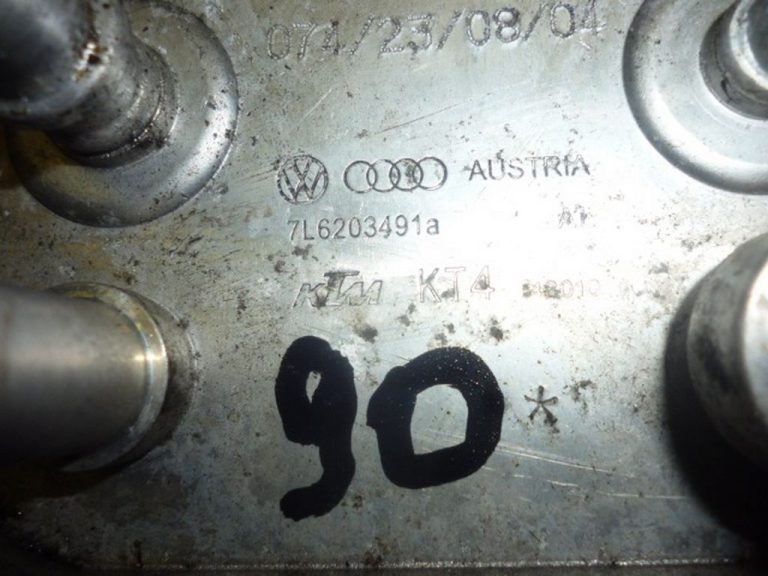 074/23/08/04
AUSTRIA
7L6203491a
KTM KT4
90 *